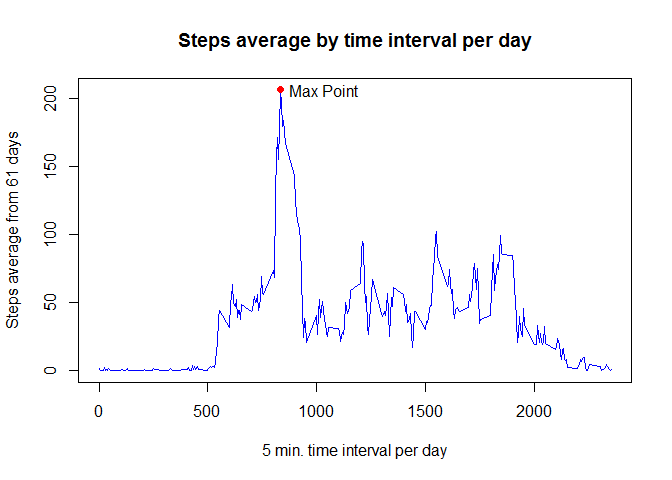 Steps average by time interval per day
Max Point
Steps average from 61 days
200
150
100
50
0
0 500 1000 1500 2000
5 min. time interval per day